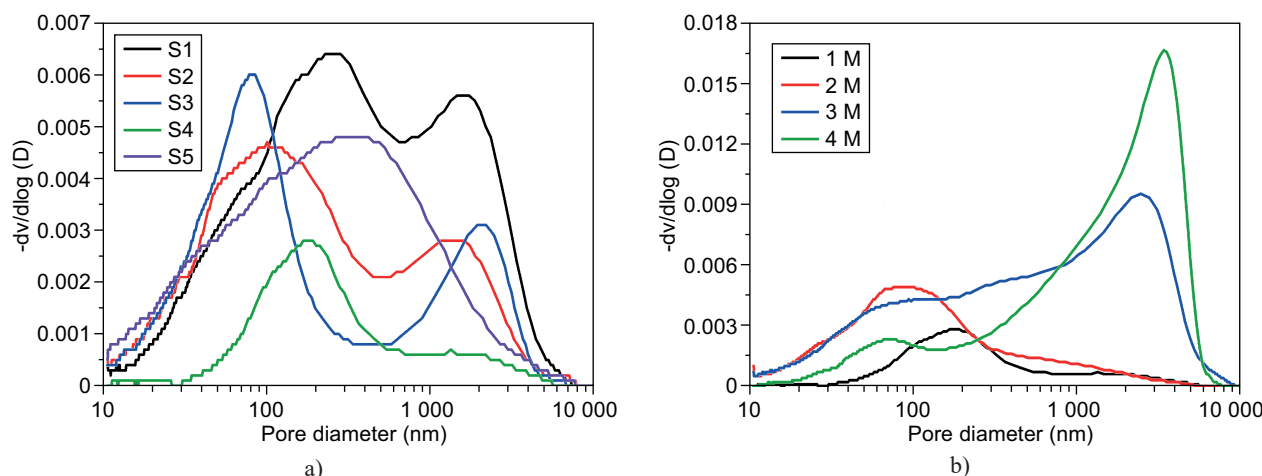 0.007
0.006
0.005
0.004
0.003
0.002
0.001
0
-dv/dlog (D)
S1
S2
S3
S4
S5
10
100
1 000
10 000
Pore diameter (nm)
a)
0.018
0.015
0.012
0.009
0.006
0.003
0
-dv/dlog (D)
1 M
2 M
3 M
4 M
10
100
1 000
10 000
Pore diameter (nm)
b)